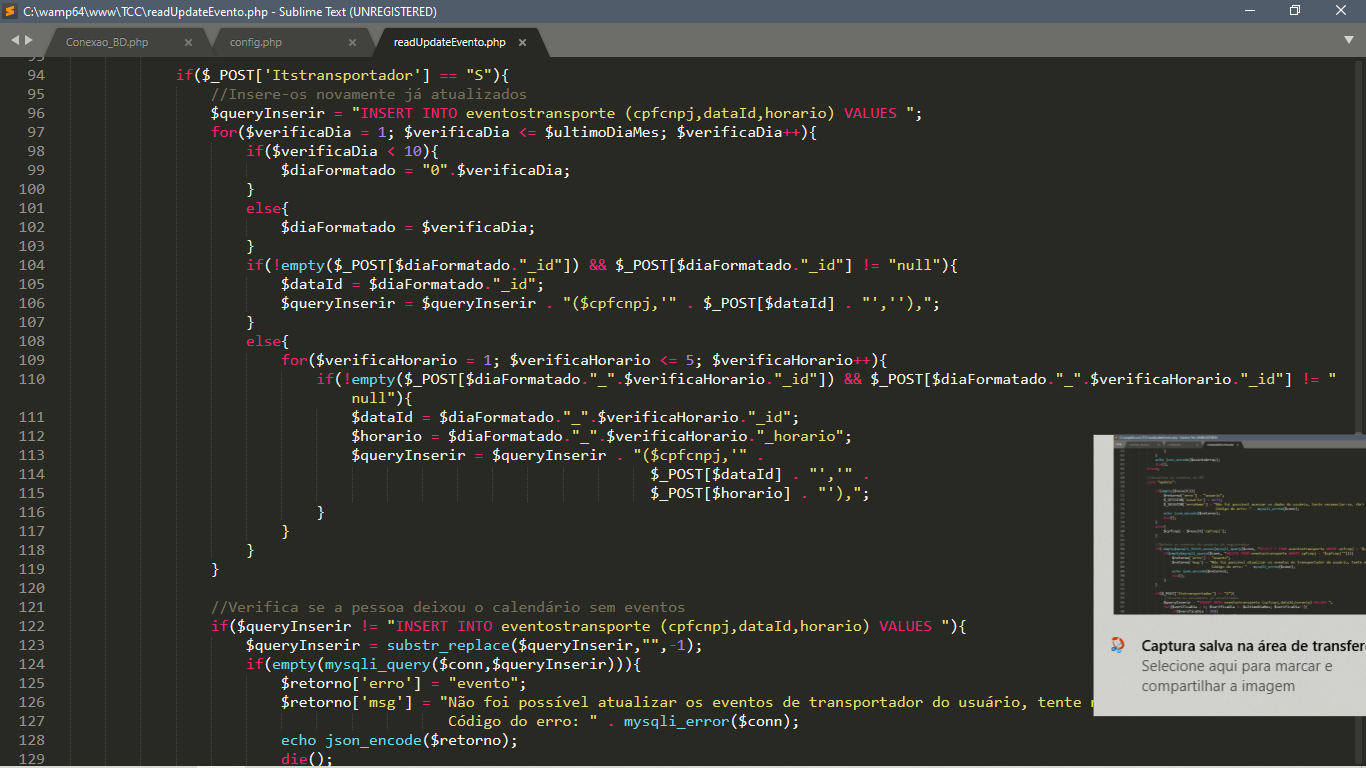 C:\wamp64\www\TCC\readUpdateEvento.php - Sublime Text (UNREGISTERED)
Conexao_BD.php × config.php × readUpdateEvento.php ×
93
94 if($_POST['Itstransportador'] == "S"){
95 //Insere-os novamente já atualizados
96 $queryInserir = "INSERT INTO eventostransporte (cpfcnpj,dataId,horario) VALUES ";
97 for($verificaDia = 1; $verificaDia <= $ultimoDiaMes; $verificaDia++){
98 if($verificaDia < 10){
99 $diaFormatado = "0".$verificaDia;
100 }
101 else{
102 $diaFormatado = $verificaDia;
103 }
104 if(!empty($_POST[$diaFormatado."_id"]) && $_POST[$diaFormatado."_id"] != "null"){
105 $dataId = $diaFormatado."_id";
106 $queryInserir = $queryInserir . "($cpfcnpj,'" . $_POST[$dataId] . "',''),";
107 }
108 else{
109 for($verificaHorario = 1; $verificaHorario <= 5; $verificaHorario++){
110 if(!empty($_POST[$diaFormatado."_".$verificaHorario."_id"]) && $_POST[$diaFormatado."_".$verificaHorario."_id"] != "
null"){
111 $dataId = $diaFormatado."_".$verificaHorario."_id";
112 $horario = $diaFormatado."_".$verificaHorario."_horario";
113 $queryInserir = $queryInserir . "($cpfcnpj,'" .
114 $_POST[$dataId] . "','" .
115 $_POST[$horario] . "'),";
116 }
117 }
118 }
119 }
120
121 //Verifica se a pessoa deixou o calendário sem eventos
122 if($queryInserir != "INSERT INTO eventostransporte (cpfcnpj,dataId,horario) VALUES "){
123 $queryInserir = substr_replace($queryInserir,"",-1);
124 if(empty(mysqli_query($conn,$queryInserir))){
125 $retorno['erro'] = "evento";
126 $retorno['msg'] = "Não foi possível atualizar os eventos de transportador do usuário, tente
127 Código do erro: " . mysqli_error($conn);
128 echo json_encode($retorno);
129 die();
Captura salva na área de transfer
Selecione aqui para marcar e
compartilhar a imagem